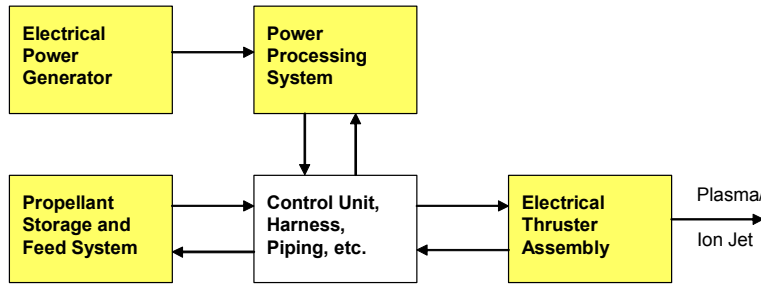 Electrical
Power
Generator
Power
Processing
System
Propellant
Storage and
Feed System
Control Unit,
Harness,
Piping, etc.
Electrical
Thruster
Assembly
Plasma/
Ion Jet